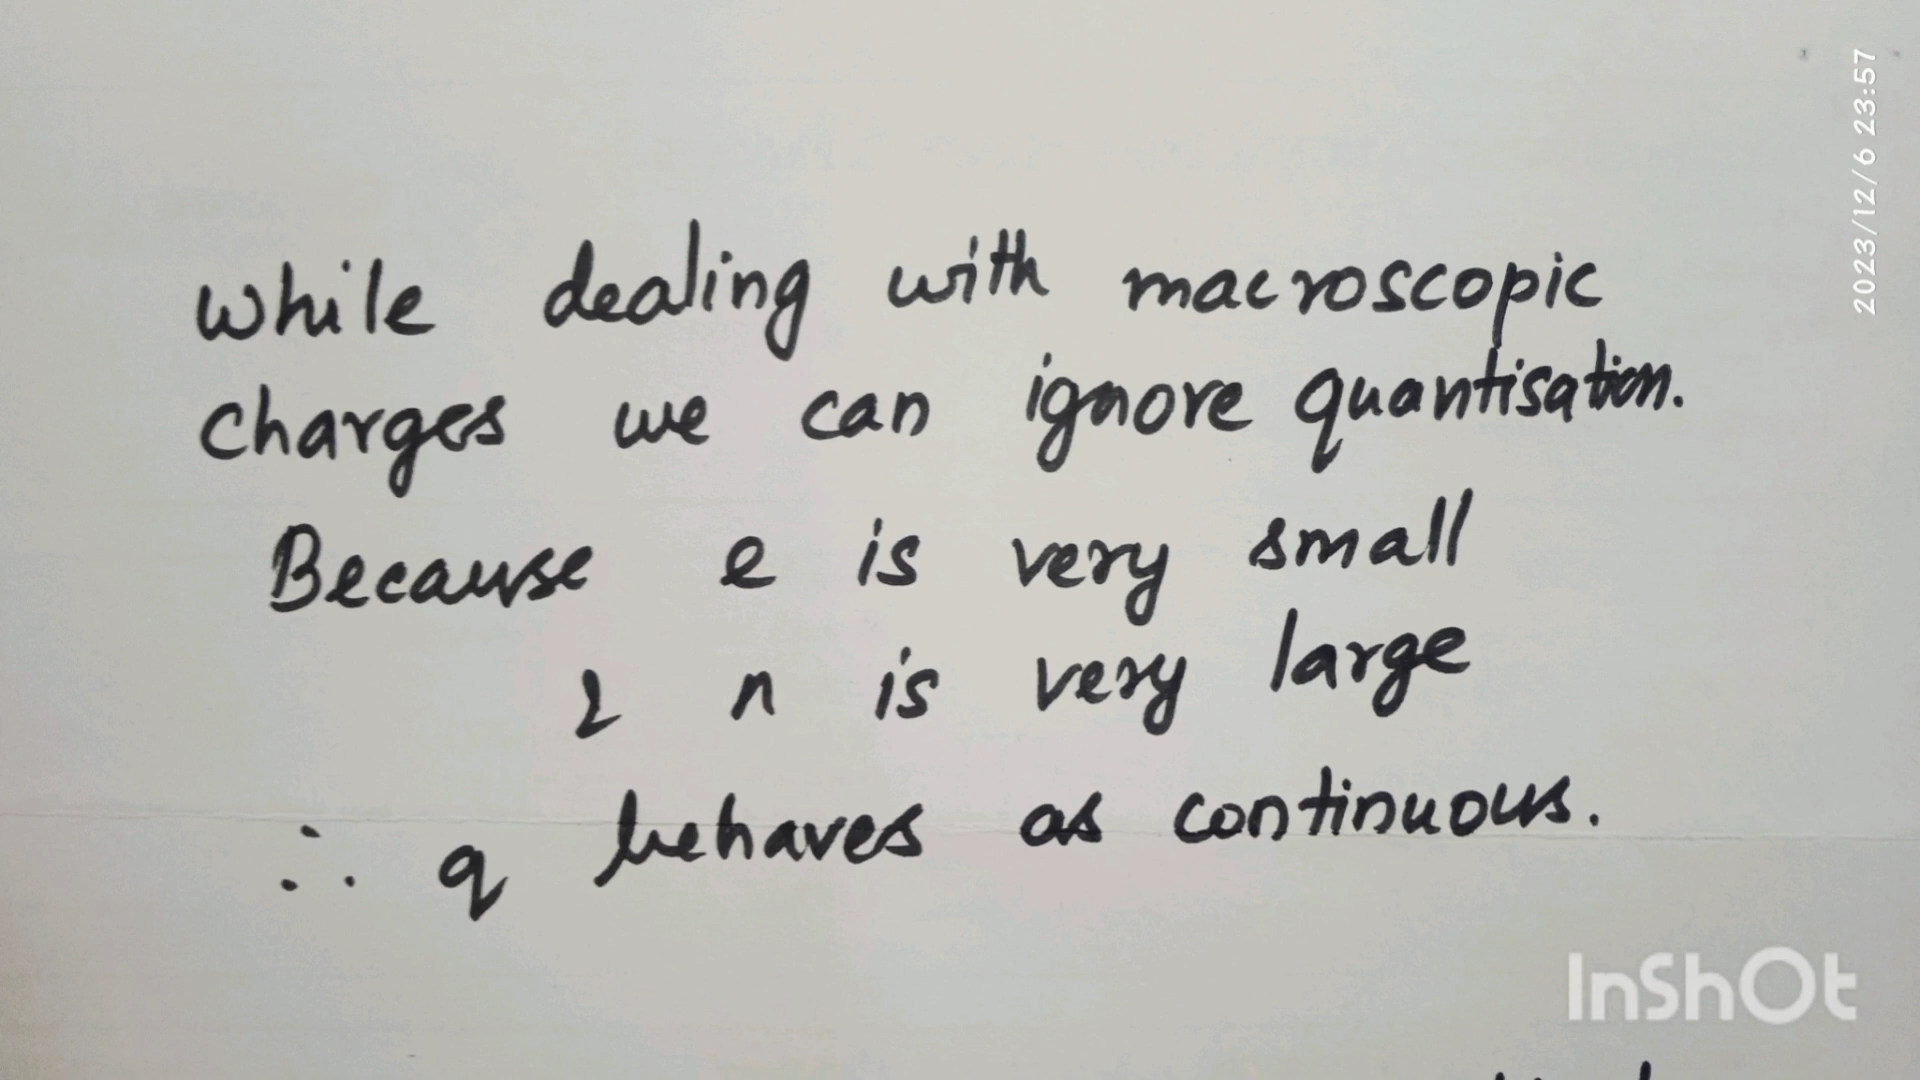 while dealing with macroscopic
charges we can ignore quantisation.
Because e is very small
& n is very large
∴ q behaves as continuous.
2023/12/6 23:57
InShOt